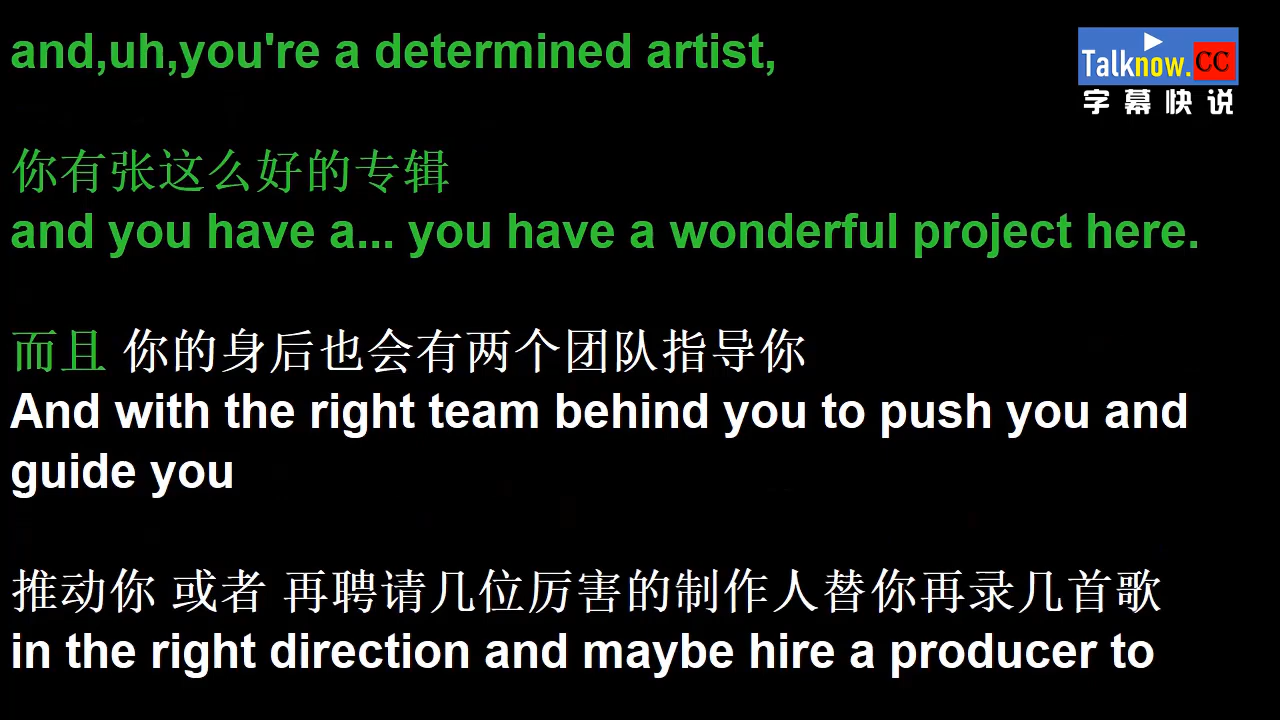 and,uh,you're a determined artist,
Talknow.CC
字幕快说
你有张这么好的专辑
and you have a... you have a wonderful project here.
而且 你的身后也会有两个团队指导你
And with the right team behind you to push you and
guide you
推动你 或者 再聘请几位厉害的制作人替你再录几首歌
in the right direction and maybe hire a producer to